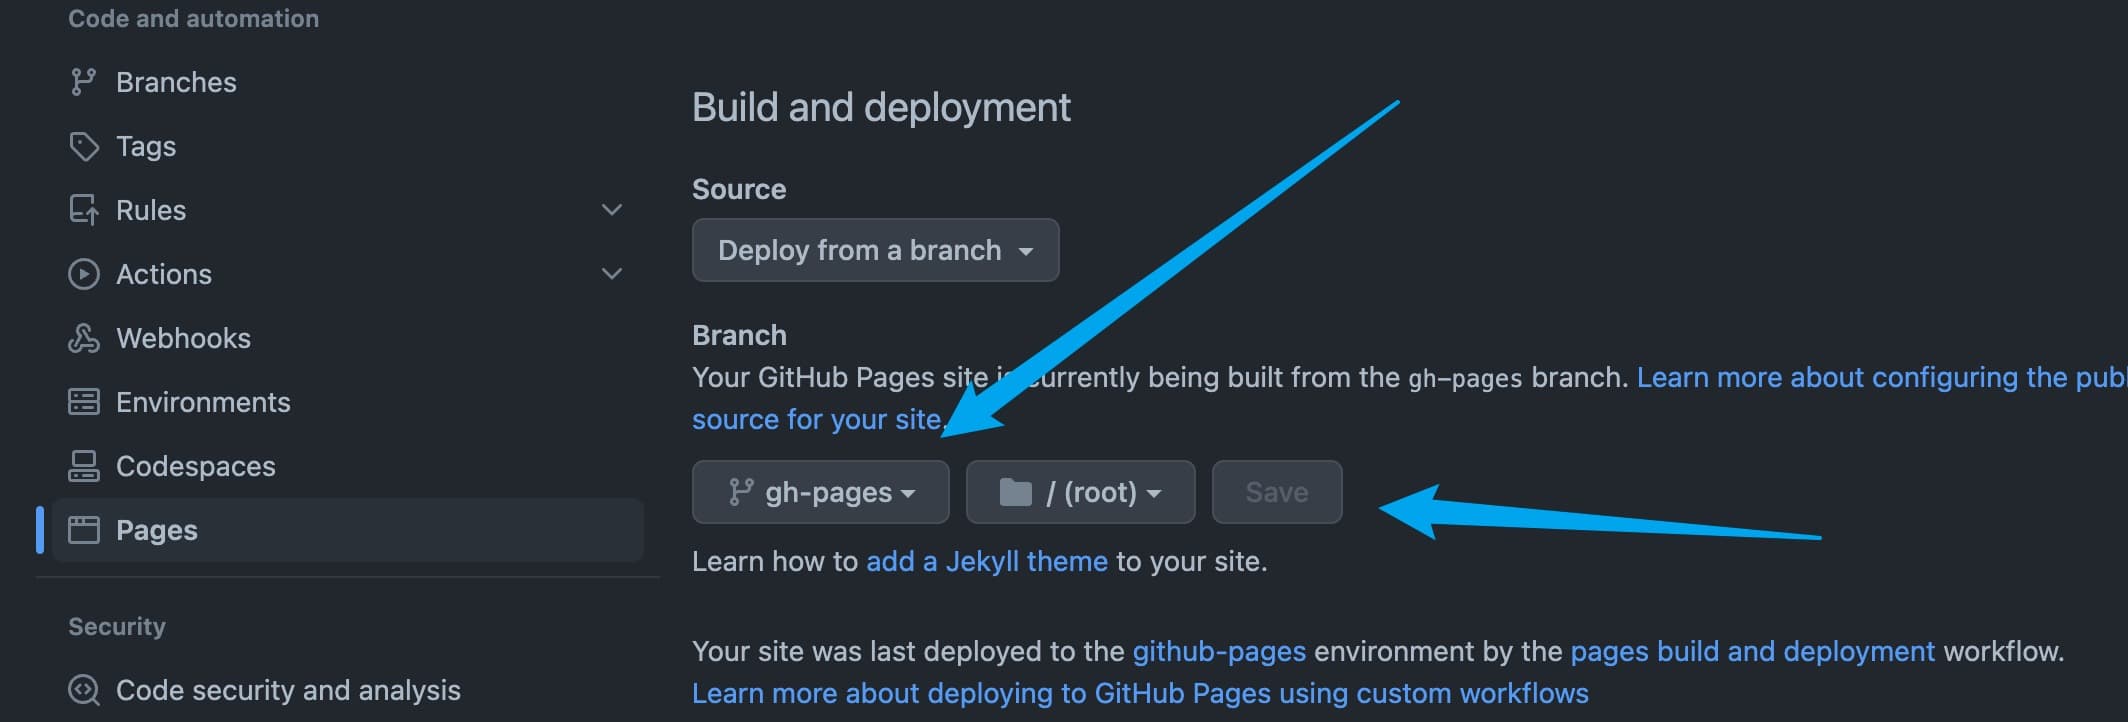 Code and automation
Branches
Tags
Rules
Actions
Webhooks
Environments
Codespaces
Pages
Security
Code security and analysis
Build and deployment
Source
Deploy from a branch
Branch
Your GitHub Pages site is currently being built from the gh-pages branch. Learn more about configuring the publ
source for your site.
gh-pages / (root) Save
Learn how to add a Jekyll theme to your site.
Your site was last deployed to the github-pages environment by the pages build and deployment workflow.
Learn more about deploying to GitHub Pages using custom workflows